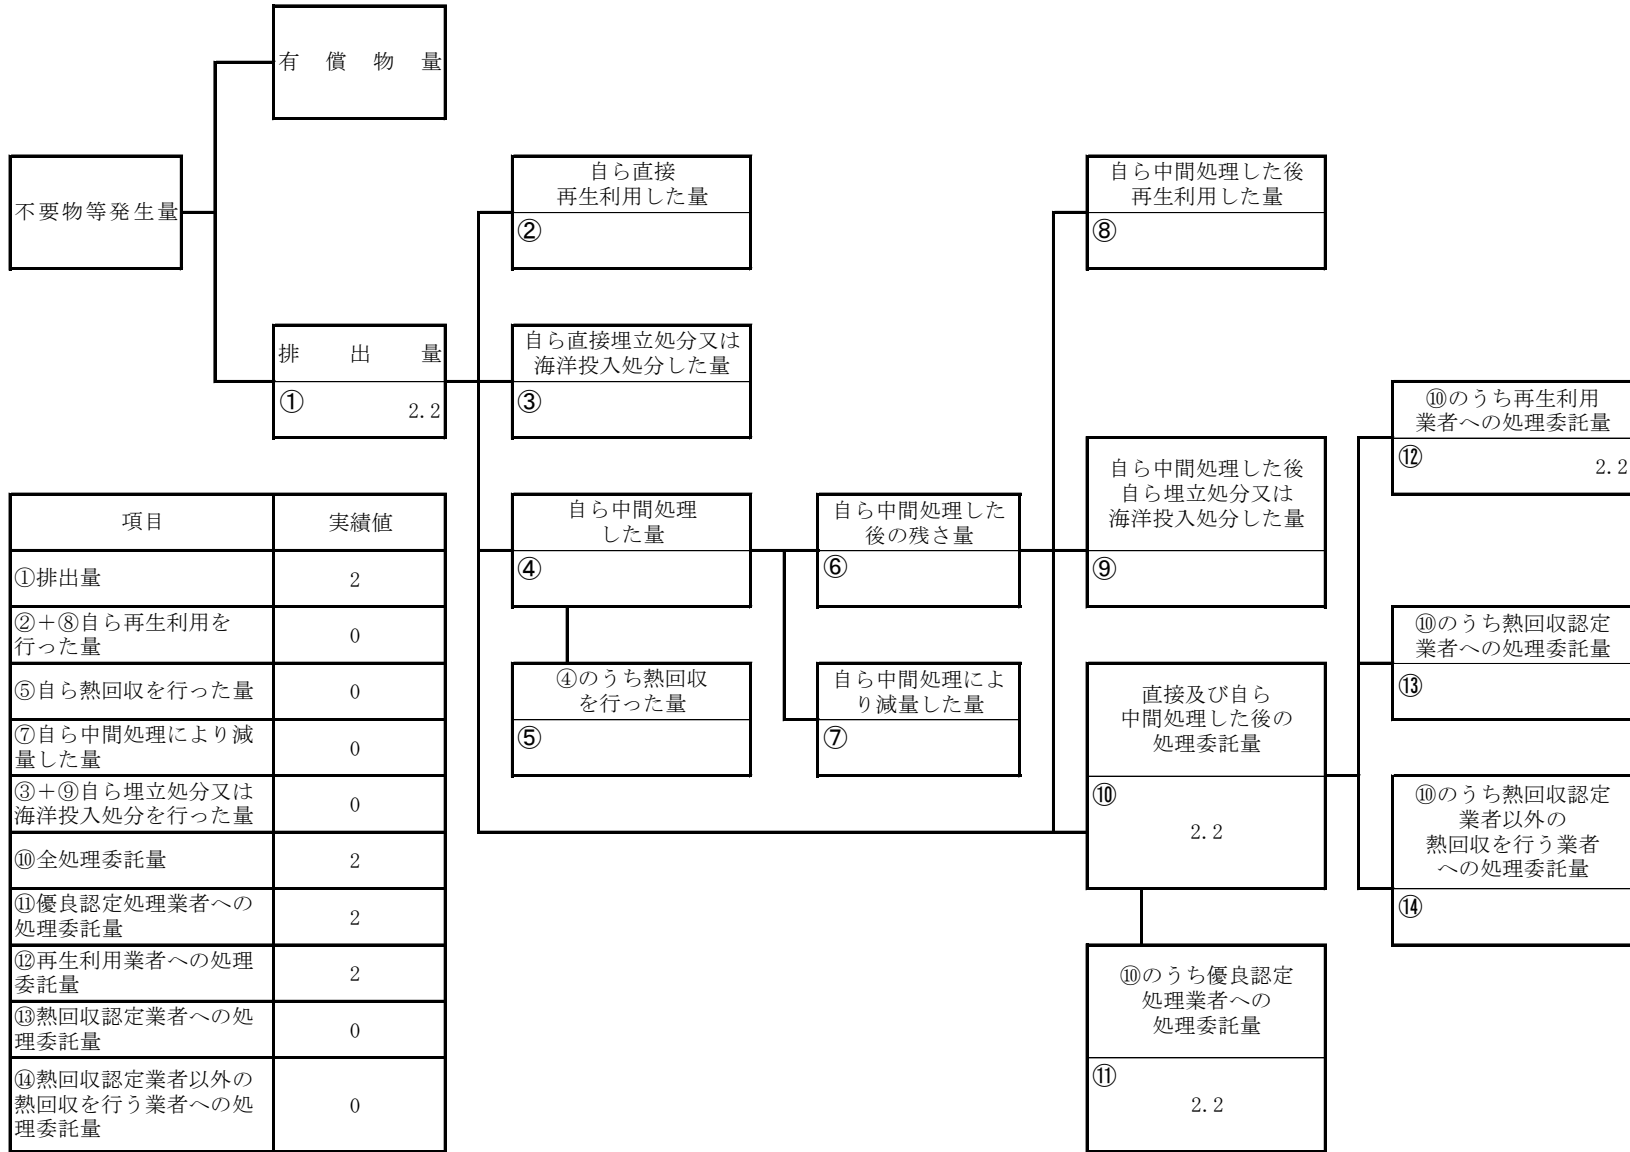 有償物量
不要物等発生量
排出量
①
2.2
自ら直接
再生利用した量
②
自ら直接埋立処分又は
海洋投入処分した量
③
自ら中間処理
した量
④
④のうち熱回収
を行った量
⑤
自ら中間処理した
後の残さ量
⑥
自ら中間処理によ
り減量した量
⑦
自ら中間処理した後
再生利用した量
⑧
自ら中間処理した後
自ら埋立処分又は
海洋投入処分した量
⑨
直接及び自ら
中間処理した後の
処理委託量
⑩
2.2
⑩のうち優良認定
処理業者への
処理委託量
⑪
2.2
⑩のうち再生利用
業者への処理委託量
⑫
2.2
⑩のうち熱回収認定
業者への処理委託量
⑬
⑩のうち熱回収認定
業者以外の
熱回収を行う業者
への処理委託量
⑭
項目 実績値
①排出量 2
②＋⑧自ら再生利用を
行った量 0
⑤自ら熱回収を行った量 0
⑦自ら中間処理により減
量した量 0
③＋⑨自ら埋立処分又は
海洋投入処分を行った量 0
⑩全処理委託量 2
⑪優良認定処理業者への
処理委託量 2
⑫再生利用業者への処理
委託量 2
⑬熱回収認定業者への処
理委託量 0
⑭熱回収認定業者以外の
熱回収を行う業者への処
理委託量 0